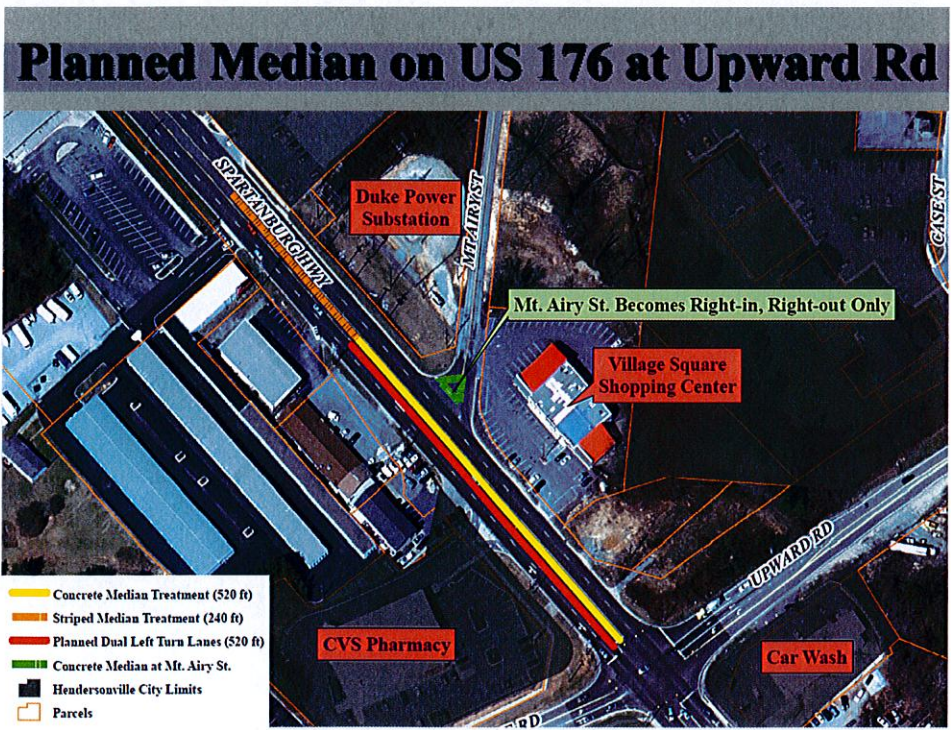 Planned Median on US 176 at Upward Rd
SPARTANBURG HWY
Duke Power
Substation
MT AIRY ST
CASE ST
Mt. Airy St. Becomes Right-in, Right-out Only
Village Square
Shopping Center
UPWARD RD
Concrete Median Treatment (520 ft)
Striped Median Treatment (240 ft)
Planned Dual Left Turn Lanes (520 ft)
Concrete Median at Mt. Airy St.
Hendersonville City Limits
Parcels
CVS Pharmacy
Car Wash
RD